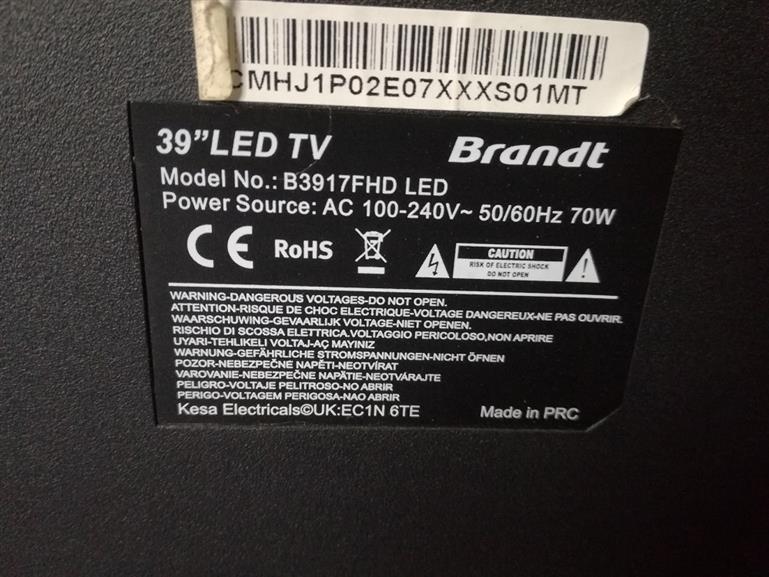 CMHJ1P02E07XXXS01MT
39”LED TV
Brandt
Model No.: B3917FHD LED
Power Source: AC 100-240V~ 50/60Hz 70W
CE RoHS
CAUTION
RISK OF ELECTRIC SHOCK
DO NOT OPEN
WARNING-DANGEROUS VOLTAGES-DO NOT OPEN.
ATTENTION-RISQUE DE CHOC ELECTRIQUE-VOLTAGE DANGEREUX-NE PAS OUVRIR.
WAARSCHUWING-GEVAARLIJK VOLTAGE-NIET OPENEN.
RISCHIO DI SCOSSA ELETTRICA.VOLTAGGIO PERICOLOSO,NON APRIRE
UYARI-TEHLIKELI VOLTAJ-AÇ MAYINIZ
WARNUNG-GEFÄHRLICHE STROMSPANNUNGEN-NICHT ÖFNEN
POZOR-NEBEZPEČNE NAPĚTI-NEOTVÍRAT
VAROVANIE-NEBEZPEČNE NAPÄTIE-NEOTVÁRAJTE
PELIGRO-VOLTAJE PELITROSO-NO ABRIR
PERIGO-VOLTAGEM PERIGOSA-NAO ABRIR
Kesa Electricals©UK:EC1N 6TE
Made in PRC